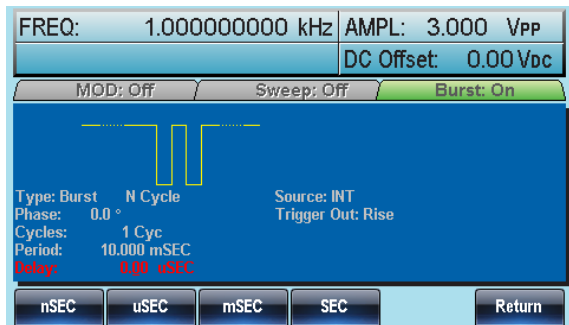 FREQ: 1.000000000 kHz AMPL: 3.000 VPP
DC Offset: 0.00 VDC
MOD: Off Sweep: Off Burst: On
Type: Burst N Cycle Source: INT
Phase: 0.0 ° Trigger Out: Rise
Cycles: 1 Cyc
Period: 10.000 mSEC
Delay: 0.00 uSEC
nSEC uSEC mSEC SEC Return